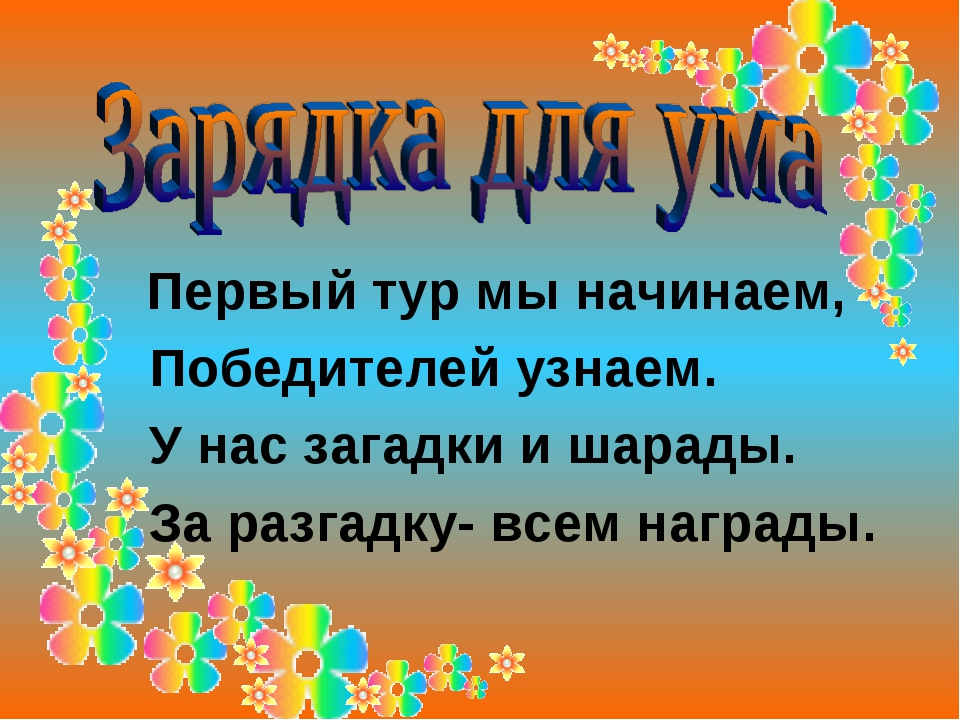 Зарядка для ума
Первый тур мы начинаем,
Победителей узнаем.
У нас загадки и шарады.
За разгадку- всем награды.